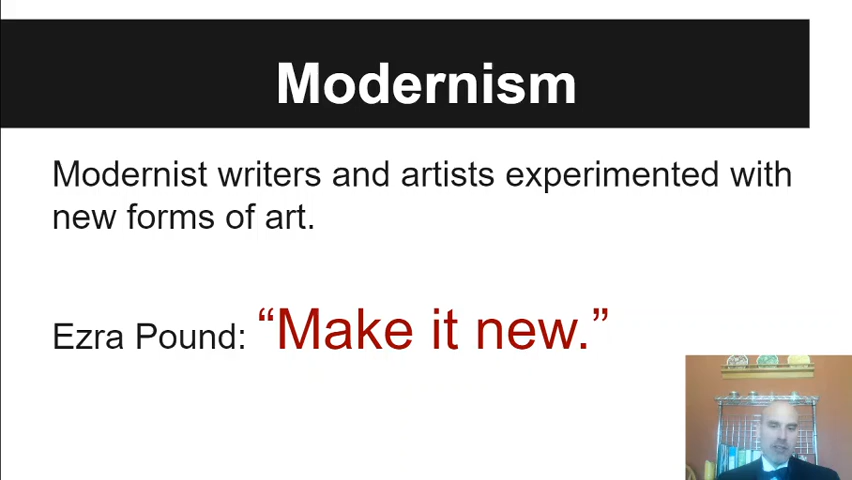 Modernism
Modernist writers and artists experimented with
new forms of art.
Ezra Pound: “Make it new.”